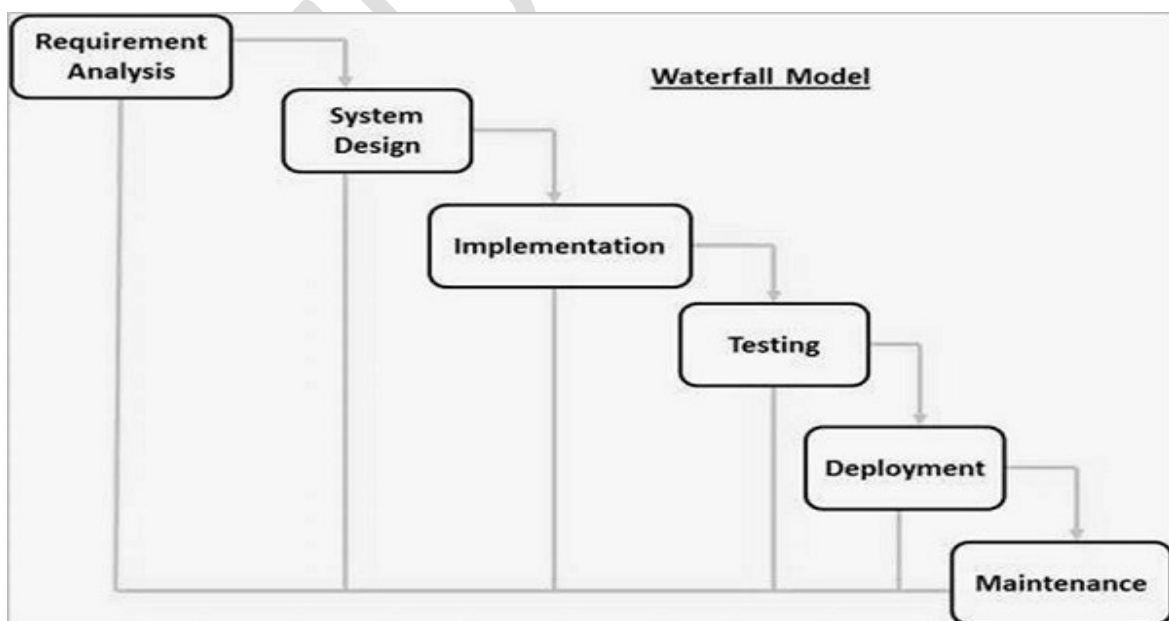 Requirement
Analysis
Waterfall Model
System
Design
Implementation
Testing
Deployment
Maintenance